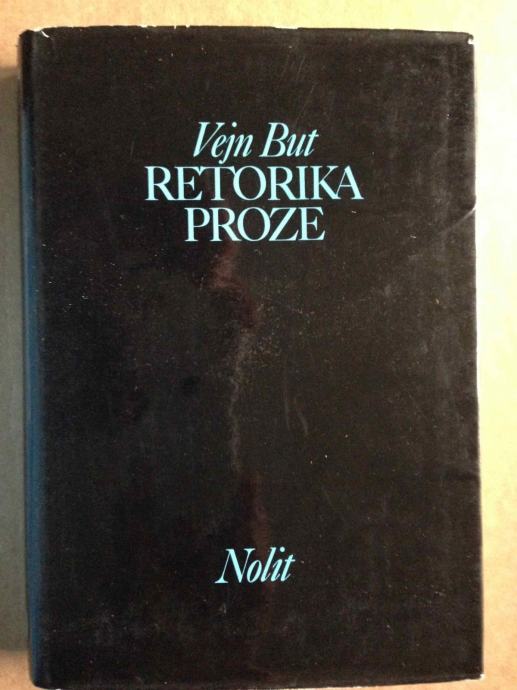 Vejn But
RETORIKA
PROZE
Nolit